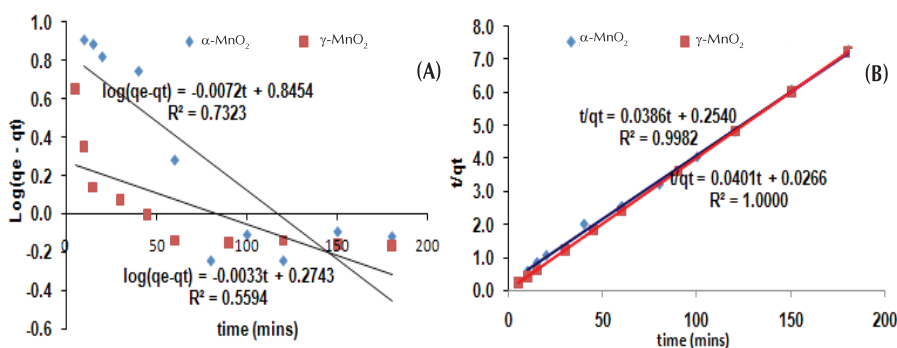 1.0
0.8
0.6
0.4
0.2
0.0
-0.2
-0.4
-0.6
Log(qe - qt)
α-MnO₂ γ-MnO₂
(A)
log(qe-qt) = -0.0072t + 0.8454
R² = 0.7323
0 50 100 150 200
log(qe-qt) = -0.0033t + 0.2743
R² = 0.5594
time (mins)
8.0
7.0
6.0
5.0
4.0
3.0
2.0
1.0
0.0
t/qt
α-MnO₂ γ-MnO₂
(B)
t/qt = 0.0386t + 0.2540
R² = 0.9982
t/qt = 0.0401t + 0.0266
R² = 1.0000
0 50 100 150 200
time (mins)